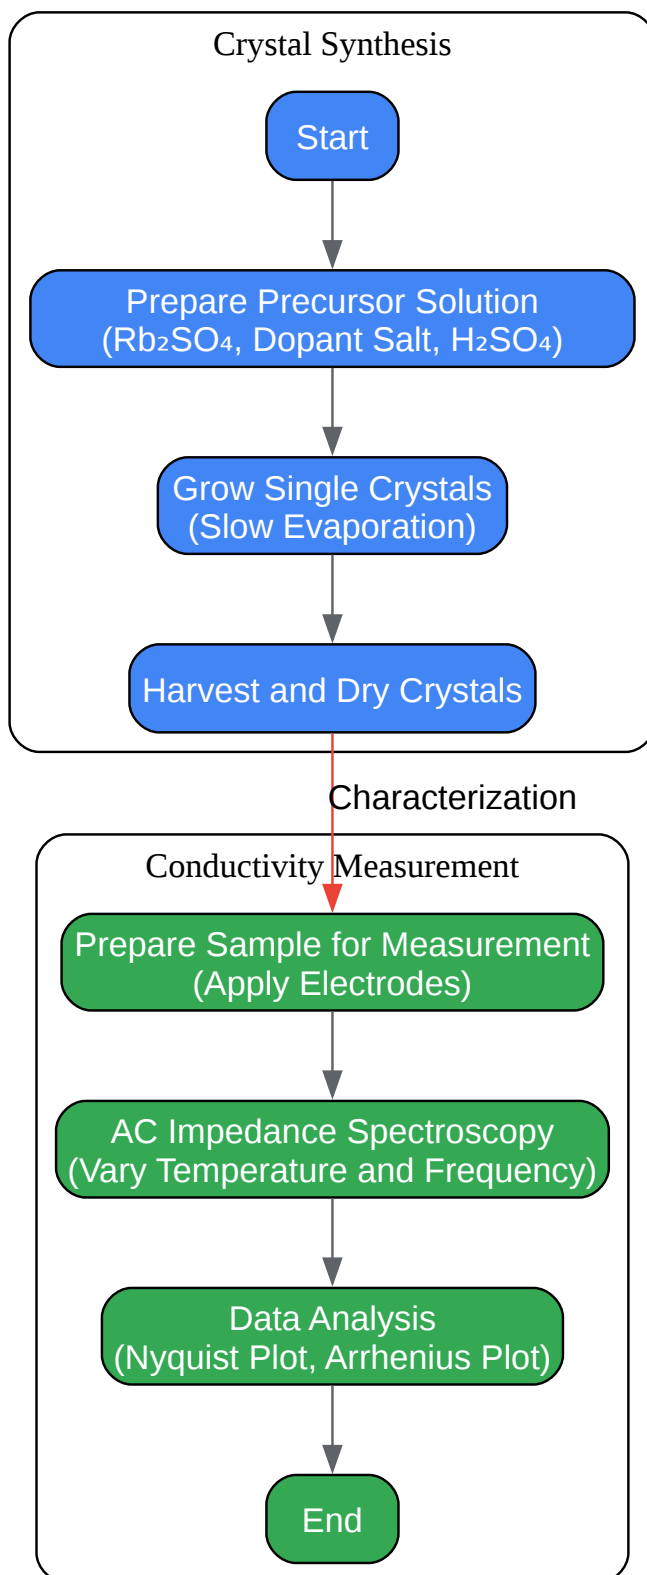 Crystal Synthesis
Start
Prepare Precursor Solution
(Rb₂SO₄, Dopant Salt, H₂SO₄)
Grow Single Crystals
(Slow Evaporation)
Harvest and Dry Crystals
Characterization
Conductivity Measurement
Prepare Sample for Measurement
(Apply Electrodes)
AC Impedance Spectroscopy
(Vary Temperature and Frequency)
Data Analysis
(Nyquist Plot, Arrhenius Plot)
End